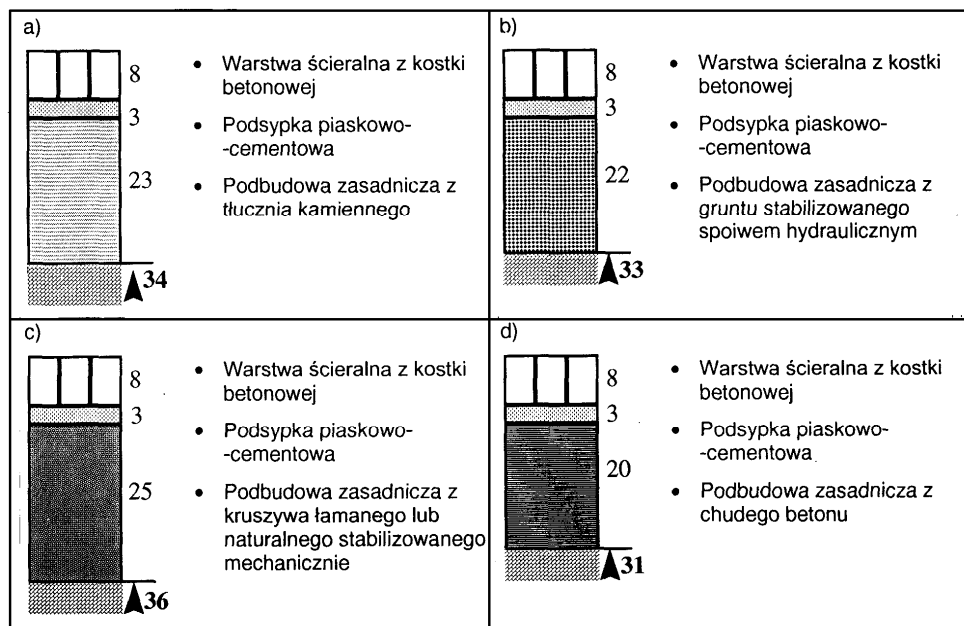 a)
8
3
23
34
• Warstwa ścieralna z kostki
betonowej
• Podsypka piaskowo-
-cementowa
• Podbudowa zasadnicza z
tłucznia kamiennego
b)
8
3
22
33
• Warstwa ścieralna z kostki
betonowej
• Podsypka piaskowo-
-cementowa
• Podbudowa zasadnicza z
gruntu stabilizowanego
spoiwem hydraulicznym
c)
8
3
25
36
• Warstwa ścieralna z kostki
betonowej
• Podsypka piaskowo-
-cementowa
• Podbudowa zasadnicza z
kruszywa łamanego lub
naturalnego stabilizowanego
mechanicznie
d)
8
3
20
31
• Warstwa ścieralna z kostki
betonowej
• Podsypka piaskowo-
-cementowa
• Podbudowa zasadnicza z
chudego betonu